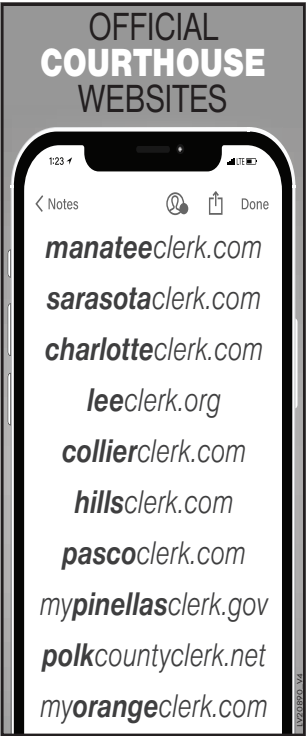 OFFICIAL
COURTHOUSE
WEBSITES
1:23
LTE
Notes
Done
manateeclerk.com
sarasotaclerk.com
charlotteclerk.com
leeclerk.org
collierclerk.com
hillsclerk.com
pascoclerk.com
mypinellasclerk.gov
polkcountyclerk.net
myorangeclerk.com
LV20890_V4